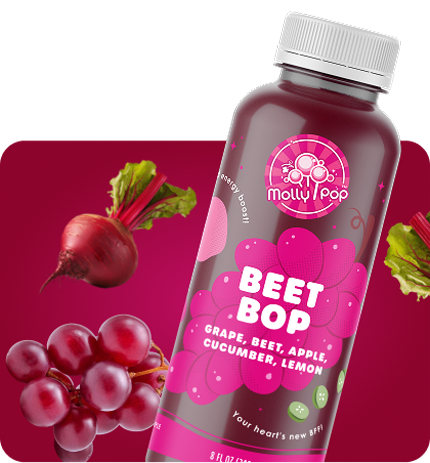 Molly Pop
energy boost!
BEET
BOP
GRAPE, BEET, APPLE,
CUCUMBER, LEMON
Your heart's new BFF!
8 FL OZ